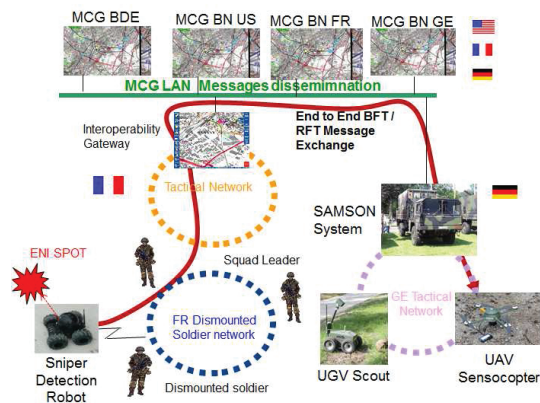 MCG BDE
MCG BN US
MCG BN FR
MCG BN GE
MCG LAN Messages dissemimnation
Interoperability
Gateway
End to End BFT /
RFT Message
Exchange
Tactical Network
SAMSON
System
ENI SPOT
Squad Leader
FR Dismounted
Soldier network
GE Tactical
Network
Sniper
Detection
Robot
Dismounted soldier
UGV Scout
UAV
Sensocopter